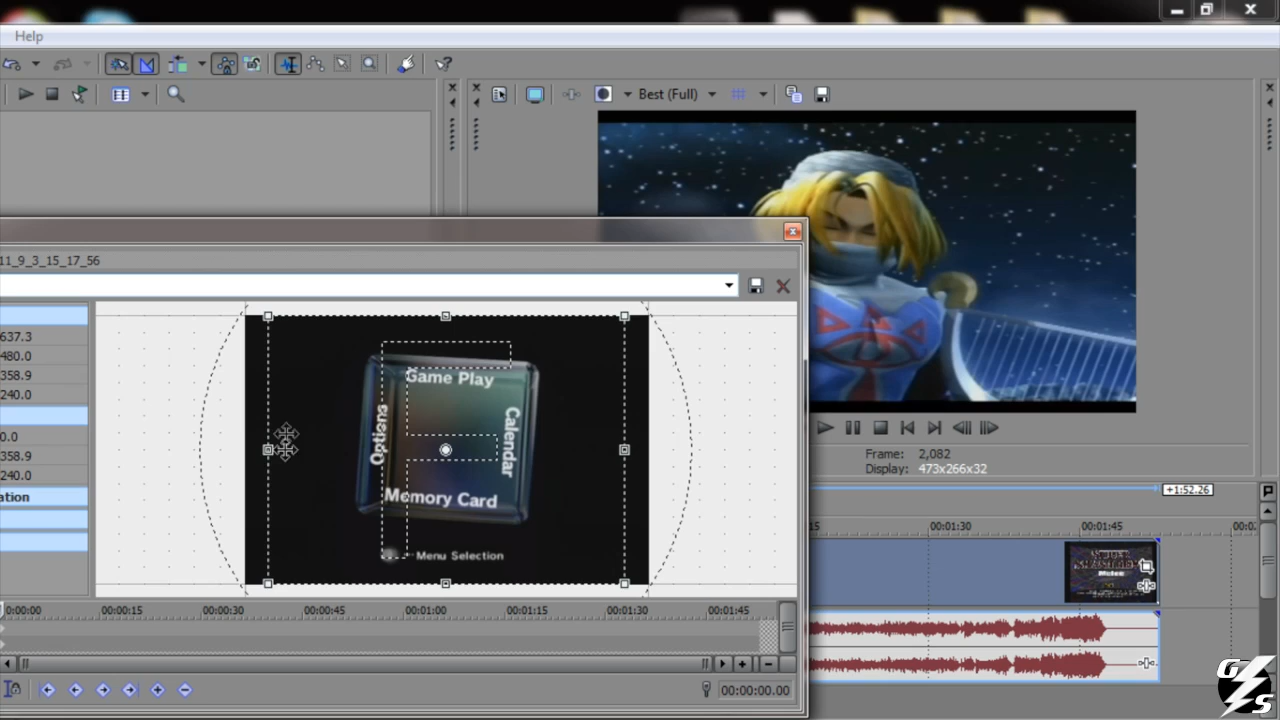 Help
Best (Full)
11_9_3_15_17_56
637.3
480.0
358.9
240.0
0.0
358.9
240.0
ation
Game Play
Options
Calendar
Memory Card
Menu Selection
Frame: 2,082
Display: 473x266x32
+1:52.26
15
00:01:30
00:01:45
00:0
0:00:00
00:00:15
00:00:30
00:00:45
00:01:00
00:01:15
00:01:30
00:01:45
00:00:00.00
G S